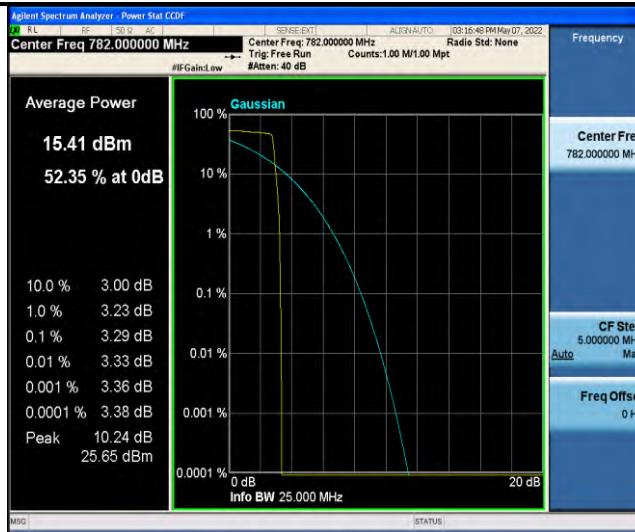 Agilent Spectrum Analyzer - Power Stat CCDF
RL RF 50 Ω AC SENSE:EXT ALIGN AUTO 03:16:48 PM May 07, 2022
Center Freq 782.000000 MHz
Center Freq: 782.000000 MHz Radio Std: None
Trig: Free Run Counts:1.00 M/1.00 Mpt
#IFGain:Low #Atten: 40 dB
Frequency
Average Power
15.41 dBm
52.35 % at 0dB
10.0 % 3.00 dB
1.0 % 3.23 dB
0.1 % 3.29 dB
0.01 % 3.33 dB
0.001 % 3.36 dB
0.0001 % 3.38 dB
Peak 10.24 dB
25.65 dBm
Gaussian
100 %
10 %
1 %
0.1 %
0.01 %
0.001 %
0.0001 %
0 dB 20 dB
Info BW 25.000 MHz
Center Fre
782.000000 MH
CF Ste
5.000000 MH
Auto Ma
Freq Offse
0 H
MSG STATUS